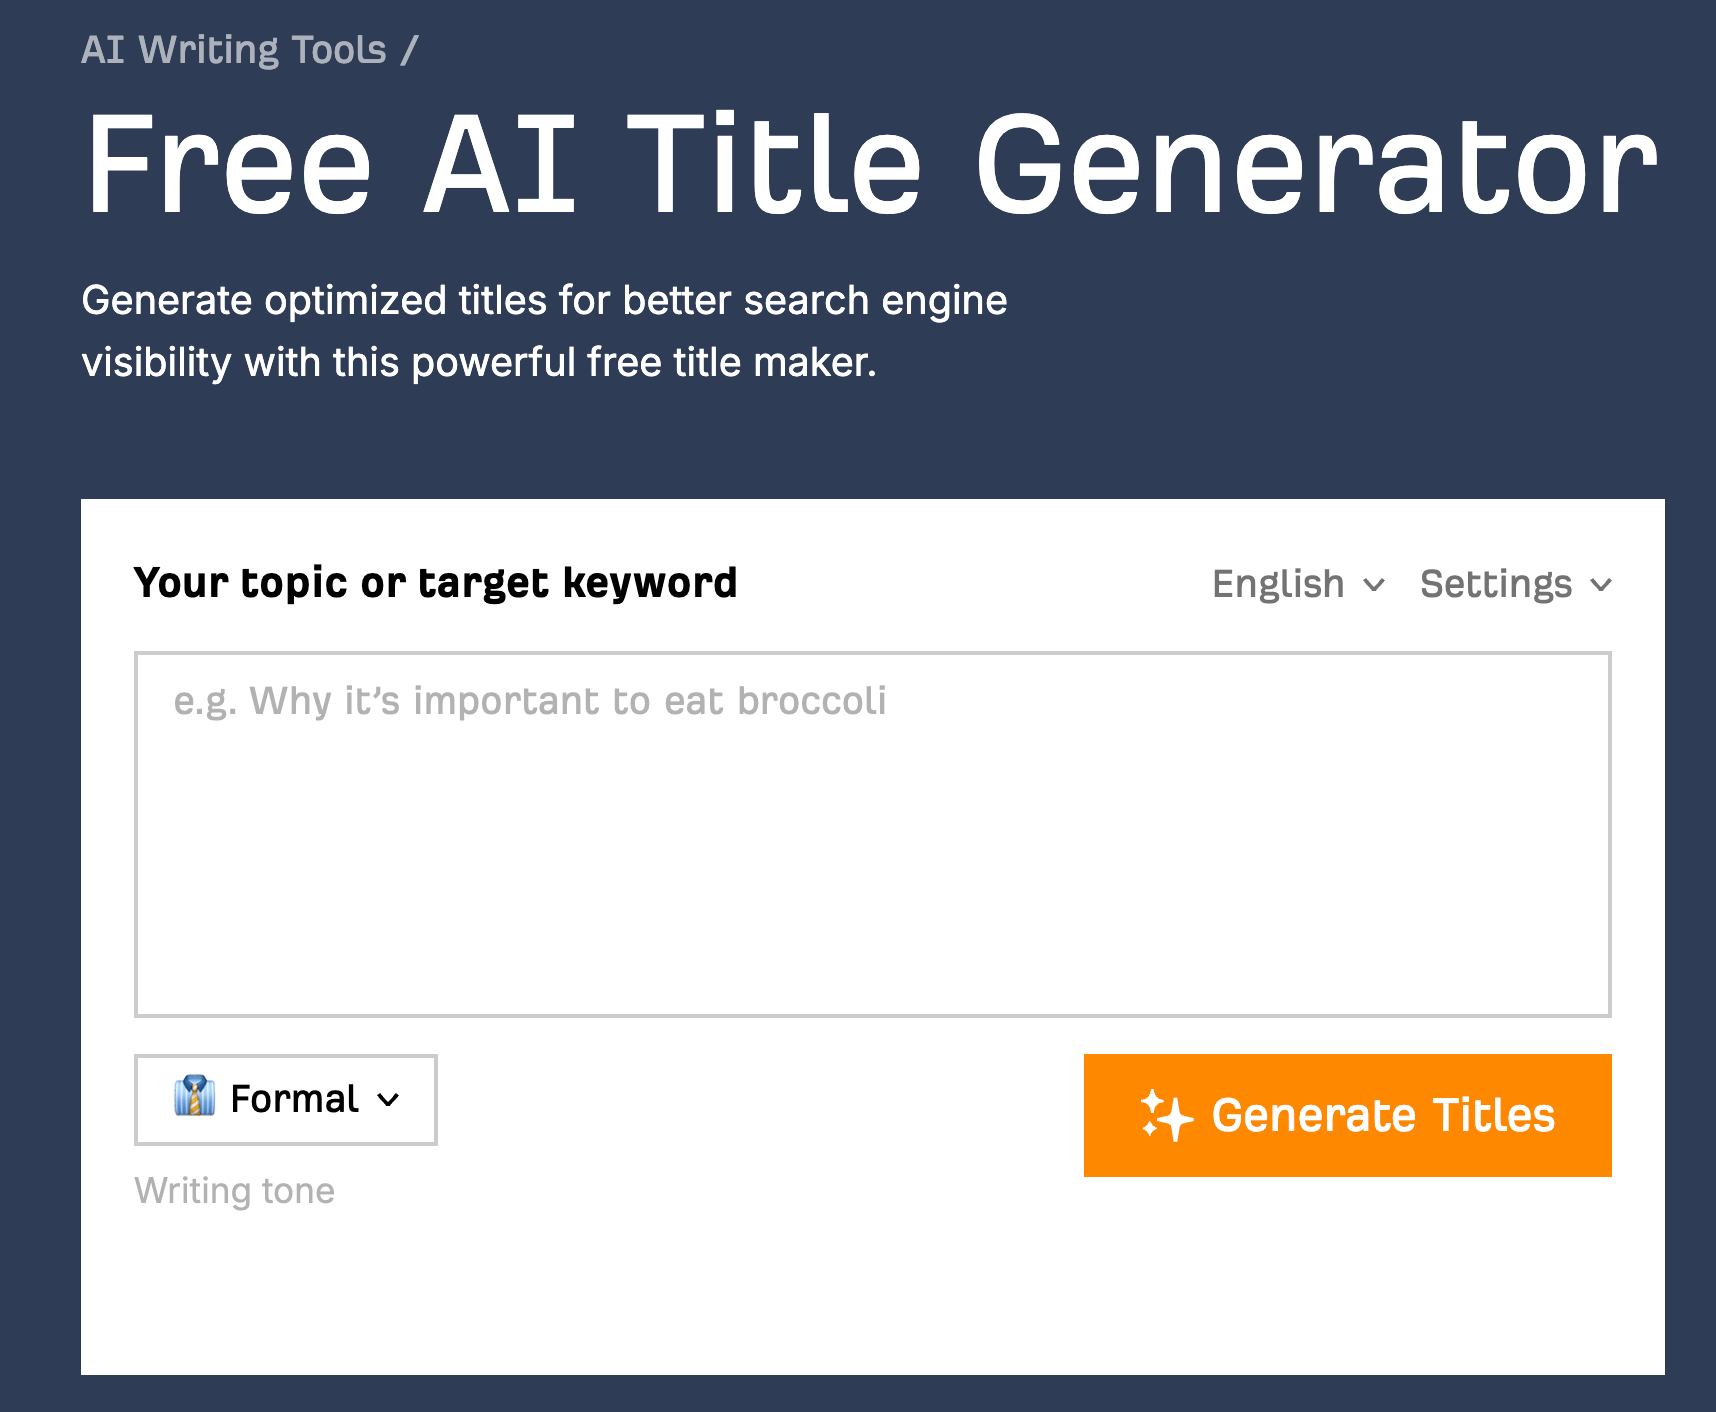 AI Writing Tools /
Free AI Title Generator
Generate optimized titles for better search engine
visibility with this powerful free title maker.
Your topic or target keyword
English
Settings
e.g. Why it’s important to eat broccoli
Formal
Generate Titles
Writing tone